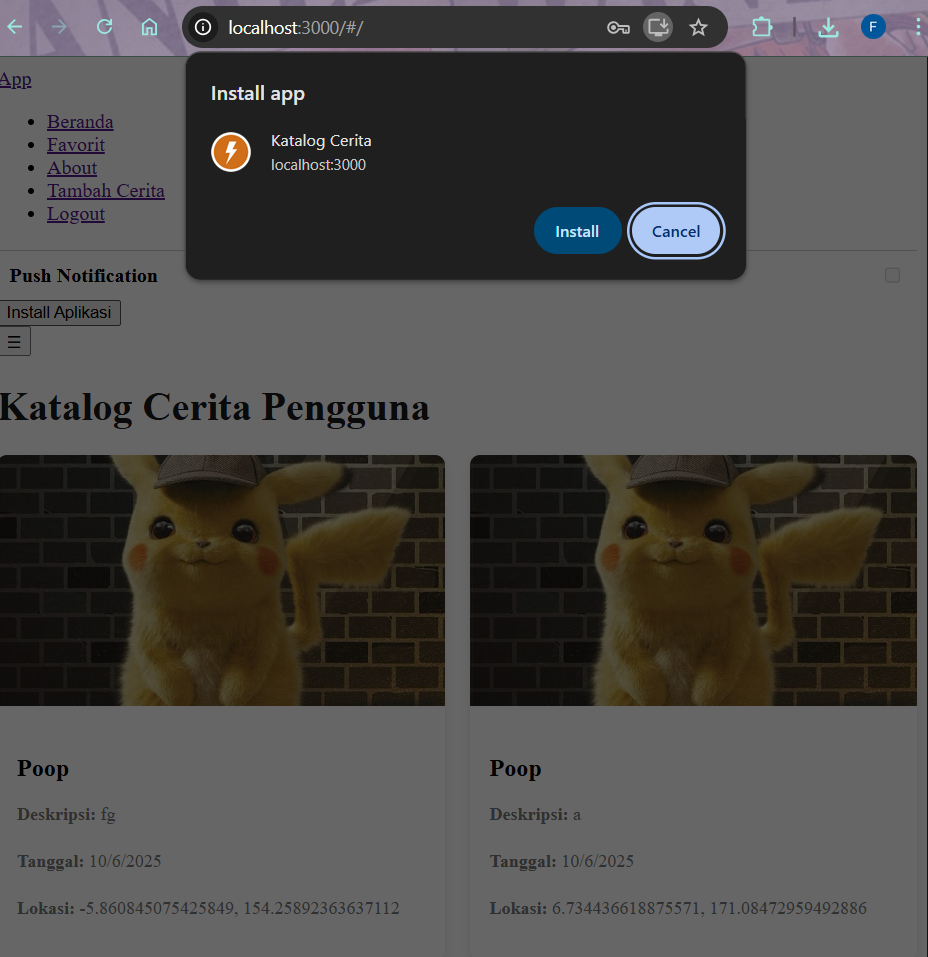 localhost:3000/#/
F
Install app
Katalog Cerita
localhost:3000
Install
Cancel
App
Beranda
Favorit
About
Tambah Cerita
Logout
Push Notification
Install Aplikasi
☰
Katalog Cerita Pengguna
Poop
Deskripsi: fg
Tanggal: 10/6/2025
Lokasi: -5.860845075425849, 154.25892363637112
Poop
Deskripsi: a
Tanggal: 10/6/2025
Lokasi: 6.734436618875571, 171.08472959492886